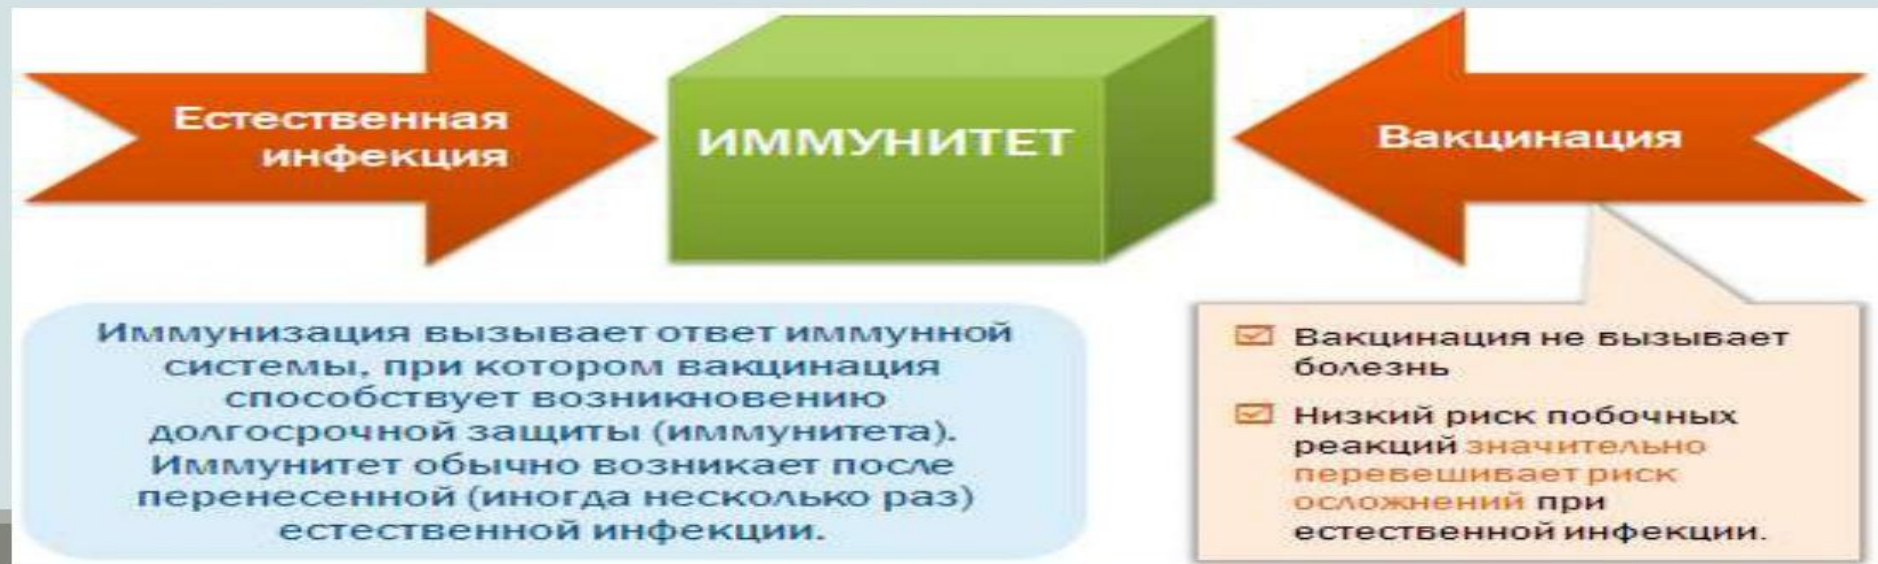 Естественная
инфекция
ИММУНИТЕТ
Вакцинация
Иммунизация вызывает ответ иммунной
системы, при котором вакцинация
способствует возникновению
долгосрочной защиты (иммунитета).
Иммунитет обычно возникает после
перенесенной (иногда несколько раз)
естественной инфекции.
Вакцинация не вызывает
болезнь
Низкий риск побочных
реакций значительно
перевешивает риск
осложнений при
естественной инфекции.